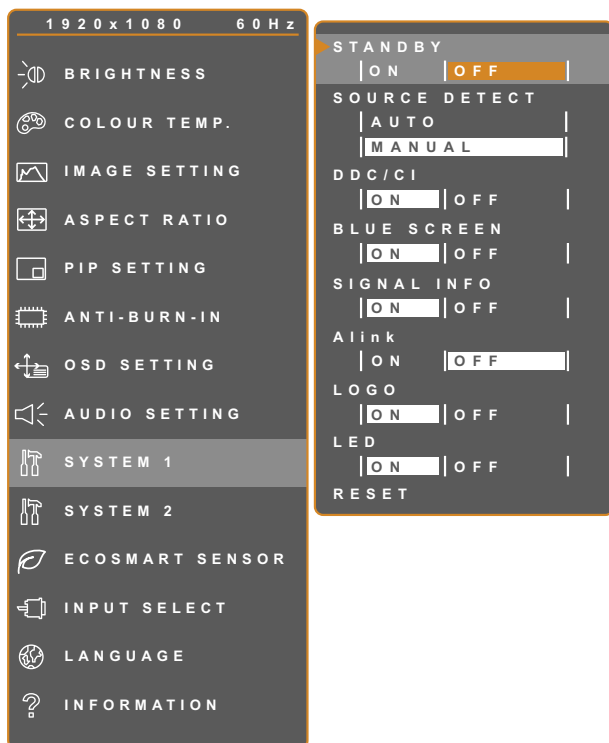 1920x1080 60Hz
BRIGHTNESS
COLOUR TEMP.
IMAGE SETTING
ASPECT RATIO
PIP SETTING
ANTI-BURN-IN
OSD SETTING
AUDIO SETTING
SYSTEM 1
SYSTEM 2
ECOSMART SENSOR
INPUT SELECT
LANGUAGE
INFORMATION
STANDBY
ON OFF
SOURCE DETECT
AUTO
MANUAL
DDC/CI
ON OFF
BLUE SCREEN
ON OFF
SIGNAL INFO
ON OFF
Alink
ON OFF
LOGO
ON OFF
LED
ON OFF
RESET